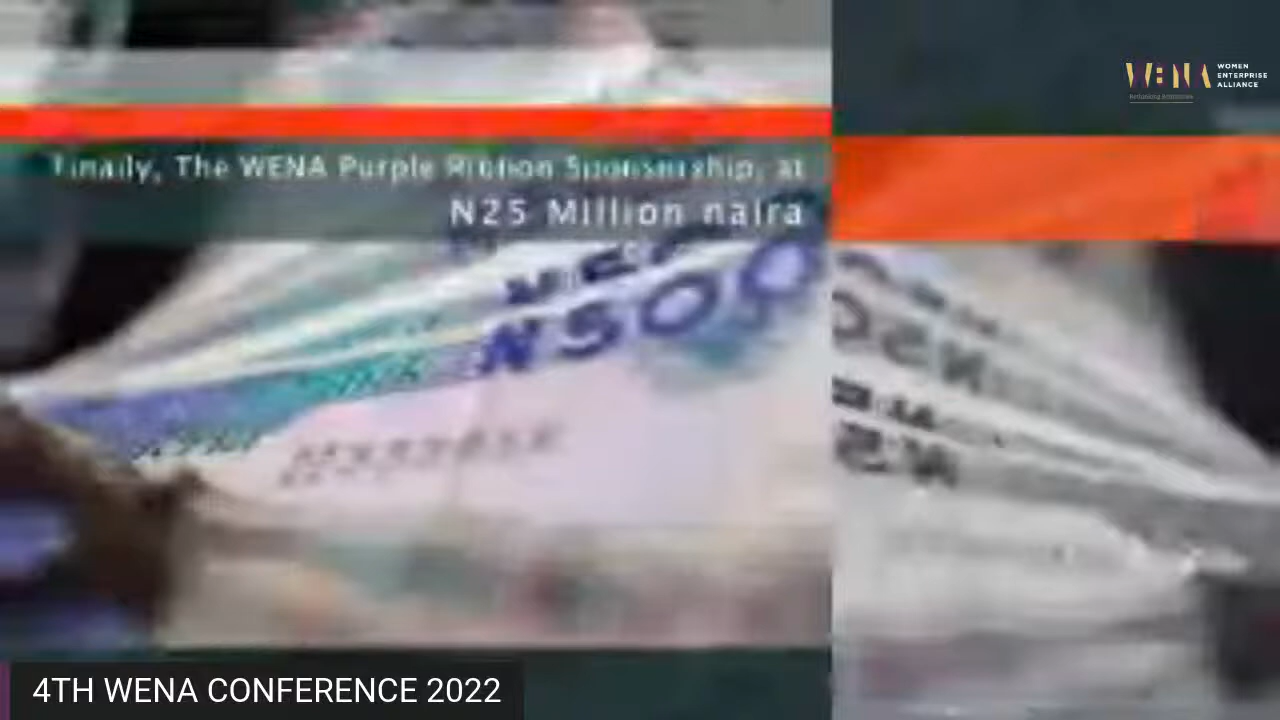 WENA
WOMEN
ENTERPRISE
ALLIANCE
Finally, The WENA Purple Ribbon Sponsorship, at
N25 Million naira
N500
4TH WENA CONFERENCE 2022